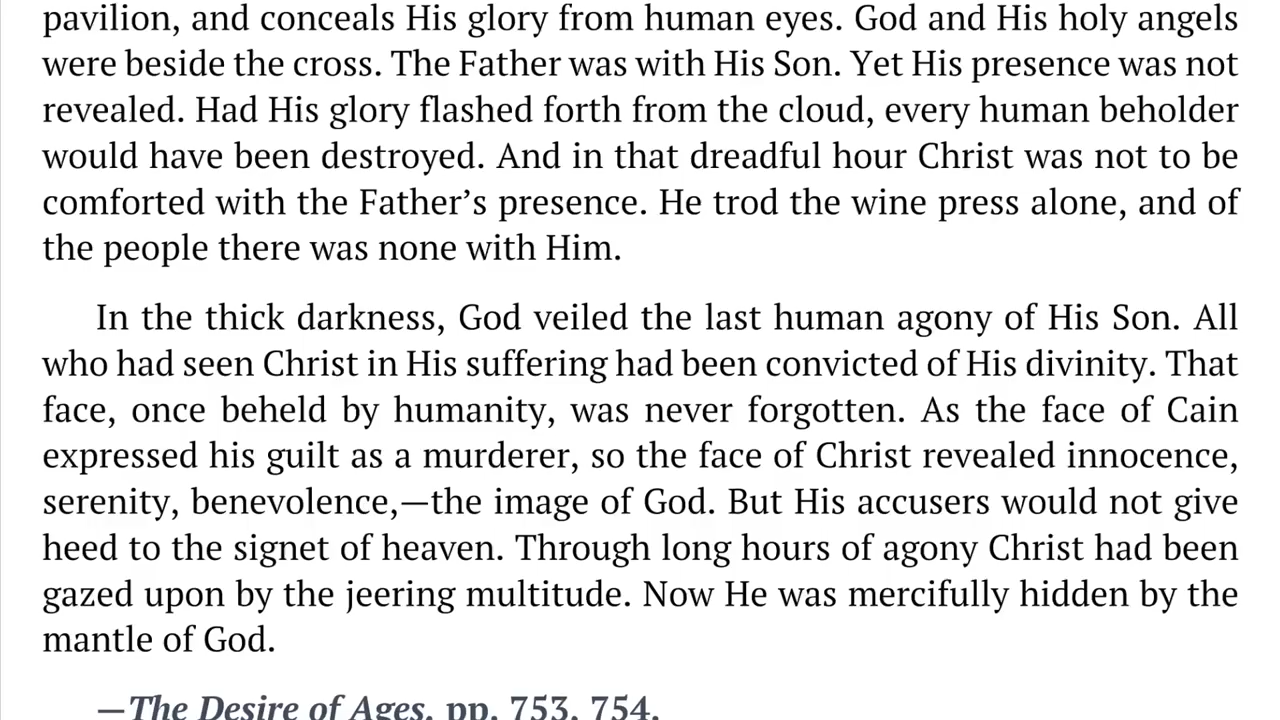 pavilion, and conceals His glory from human eyes. God and His holy angels
were beside the cross. The Father was with His Son. Yet His presence was not
revealed. Had His glory flashed forth from the cloud, every human beholder
would have been destroyed. And in that dreadful hour Christ was not to be
comforted with the Father’s presence. He trod the wine press alone, and of
the people there was none with Him.
In the thick darkness, God veiled the last human agony of His Son. All
who had seen Christ in His suffering had been convicted of His divinity. That
face, once beheld by humanity, was never forgotten. As the face of Cain
expressed his guilt as a murderer, so the face of Christ revealed innocence,
serenity, benevolence,—the image of God. But His accusers would not give
heed to the signet of heaven. Through long hours of agony Christ had been
gazed upon by the jeering multitude. Now He was mercifully hidden by the
mantle of God.
—The Desire of Ages, pp. 753, 754.